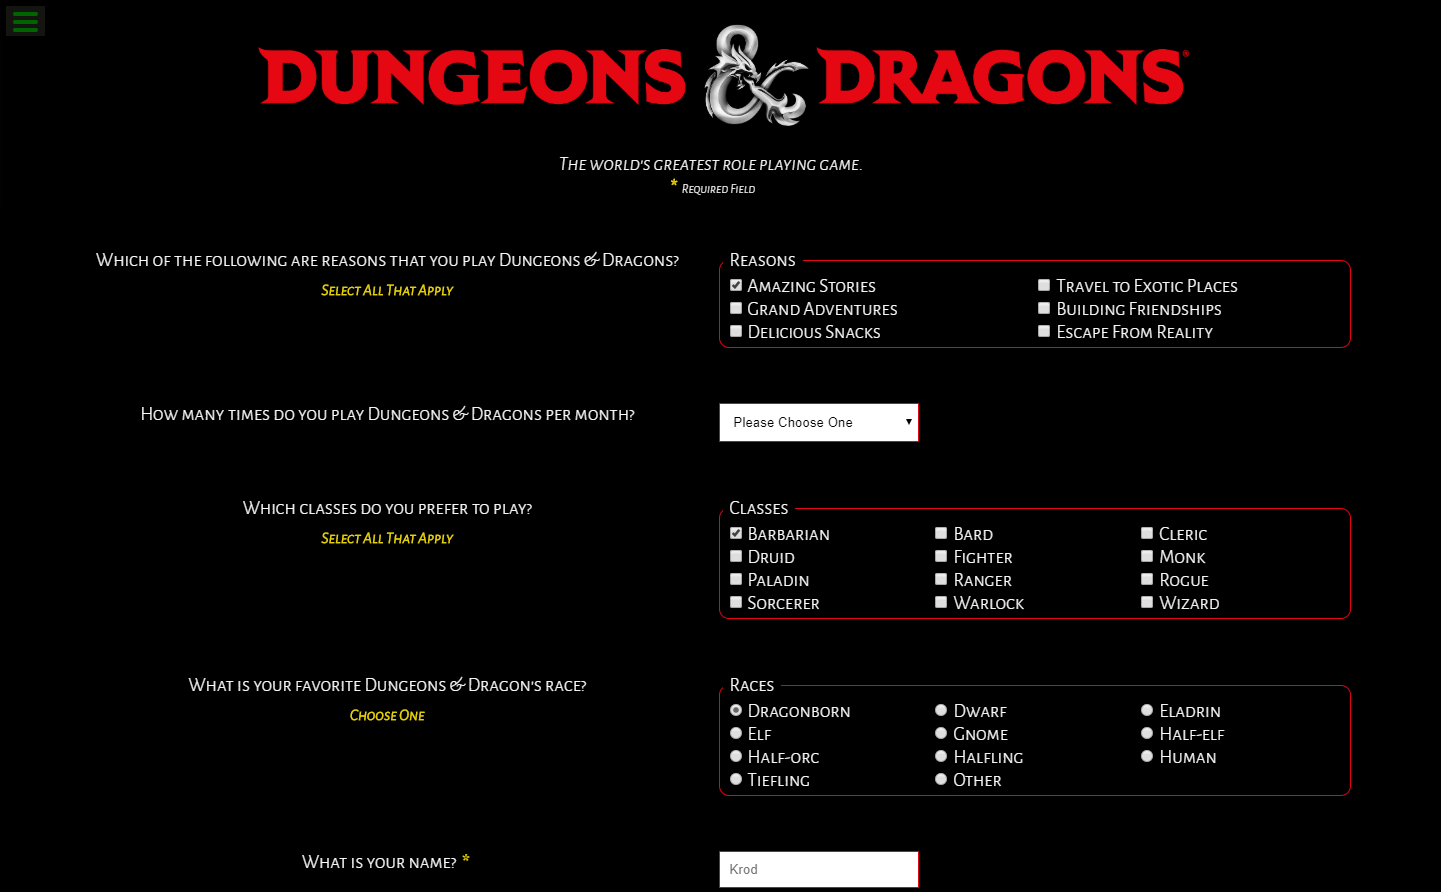 DUNGEONS & DRAGONS®
The world's greatest role playing game.
* Required Field
Which of the following are reasons that you play Dungeons & Dragons?
Select All That Apply
Reasons
Amazing Stories
Travel to Exotic Places
Grand Adventures
Building Friendships
Delicious Snacks
Escape From Reality
How many times do you play Dungeons & Dragons per month?
Please Choose One
Which classes do you prefer to play?
Select All That Apply
Classes
Barbarian
Bard
Cleric
Druid
Fighter
Monk
Paladin
Ranger
Rogue
Sorcerer
Warlock
Wizard
What is your favorite Dungeons & Dragon's race?
Choose One
Races
Dragonborn
Dwarf
Eladrin
Elf
Gnome
Half-elf
Half-orc
Halfling
Human
Tiefling
Other
What is your name? *
Krod